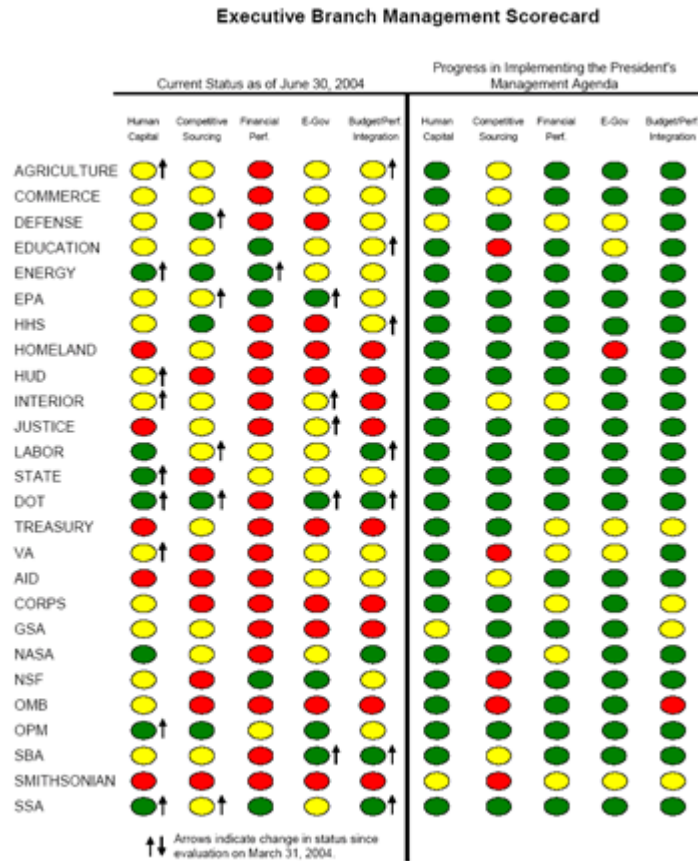 Executive Branch Management Scorecard
Current Status as of June 30, 2004
Progress in Implementing the President's
Management Agenda
Human Competitive Financial E-Gov Budget/Perf.
Capital Sourcing Perf. Integration
Human Competitive Financial E-Gov Budget/Perf
Capital Sourcing Perf. Integration
AGRICULTURE
COMMERCE
DEFENSE
EDUCATION
ENERGY
EPA
HHS
HOMELAND
HUD
INTERIOR
JUSTICE
LABOR
STATE
DOT
TREASURY
VA
AID
CORPS
GSA
NASA
NSF
OMB
OPM
SBA
SMITHSONIAN
SSA
Arrows indicate change in status since
evaluation on March 31, 2004.